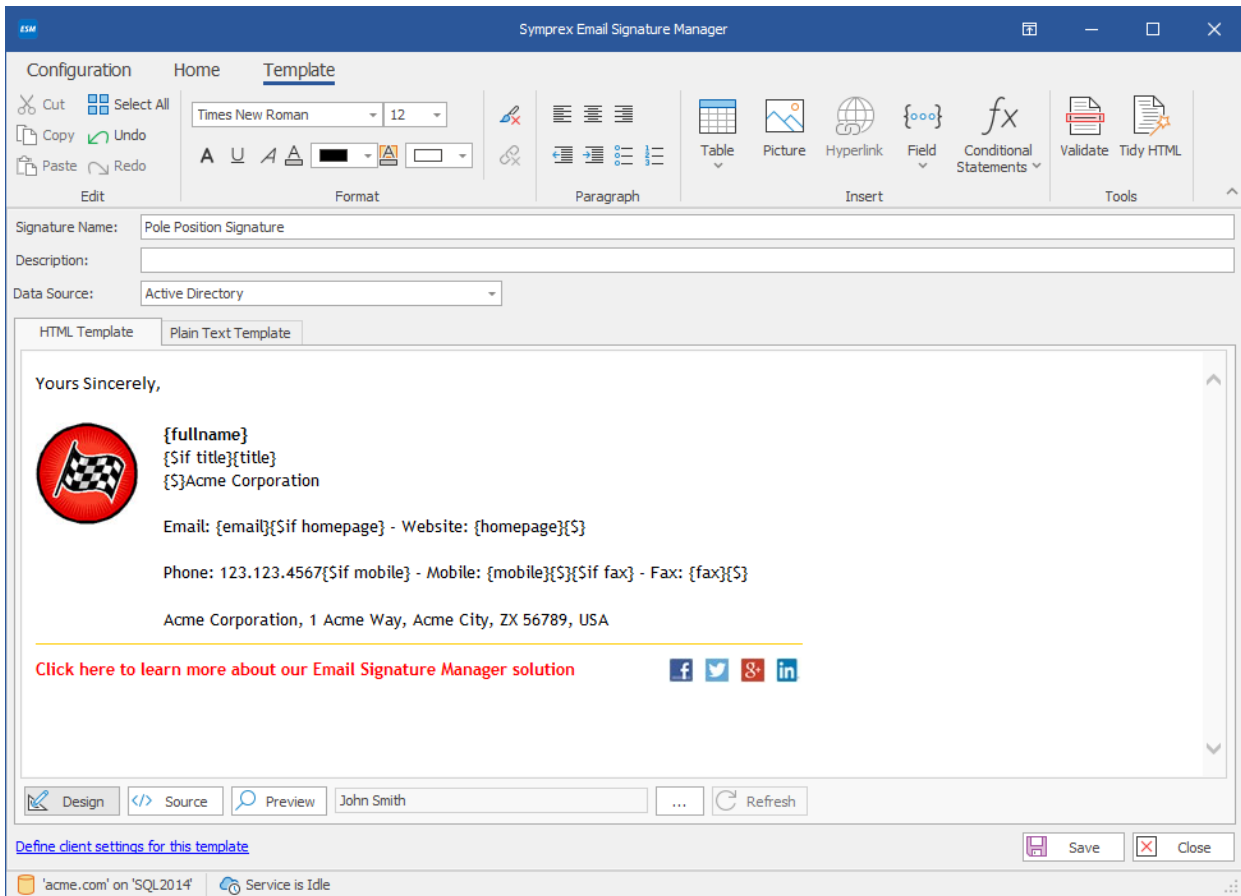 ESM Symprex Email Signature Manager
Configuration Home Template
Cut Select All
Copy Undo
Paste Redo
Edit
Times New Roman 12
A U A A A
Format
Paragraph
Table Picture Hyperlink {ooo} Field fx Conditional Statements
Insert
Validate Tidy HTML
Tools
Signature Name: Pole Position Signature
Description:
Data Source: Active Directory
HTML Template Plain Text Template
Yours Sincerely,
{fullname}
{$if title}{title}
{$}Acme Corporation
Email: {email}{$if homepage} - Website: {homepage}{$}
Phone: 123.123.4567{$if mobile} - Mobile: {mobile}{$}{$if fax} - Fax: {fax}{$}
Acme Corporation, 1 Acme Way, Acme City, ZX 56789, USA
Click here to learn more about our Email Signature Manager solution f 8+ in
Design </> Source Preview John Smith ... Refresh
Define client settings for this template Save Close
'acme.com' on 'SQL2014' Service is Idle